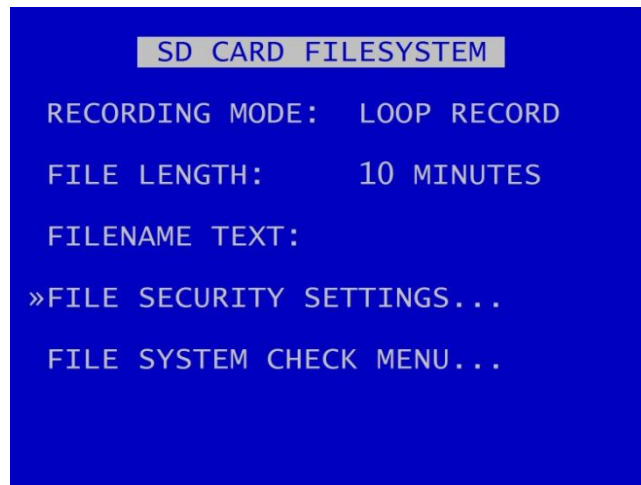 SD CARD FILESYSTEM
RECORDING MODE: LOOP RECORD
FILE LENGTH: 10 MINUTES
FILENAME TEXT:
»FILE SECURITY SETTINGS...
FILE SYSTEM CHECK MENU...